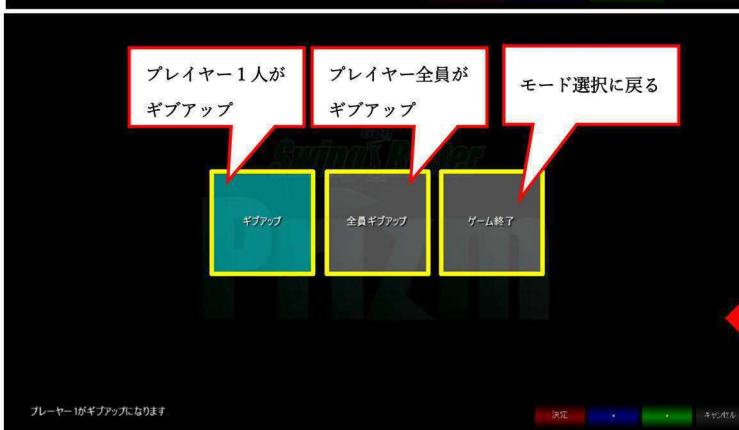 プレイヤー１人が
ギブアップ
プレイヤー全員が
ギブアップ
モード選択に戻る
Swing Buster
Prizm
ギブアップ
全員ギブアップ
ゲーム終了
プレーヤー1がギブアップになります
決定
キャンセル